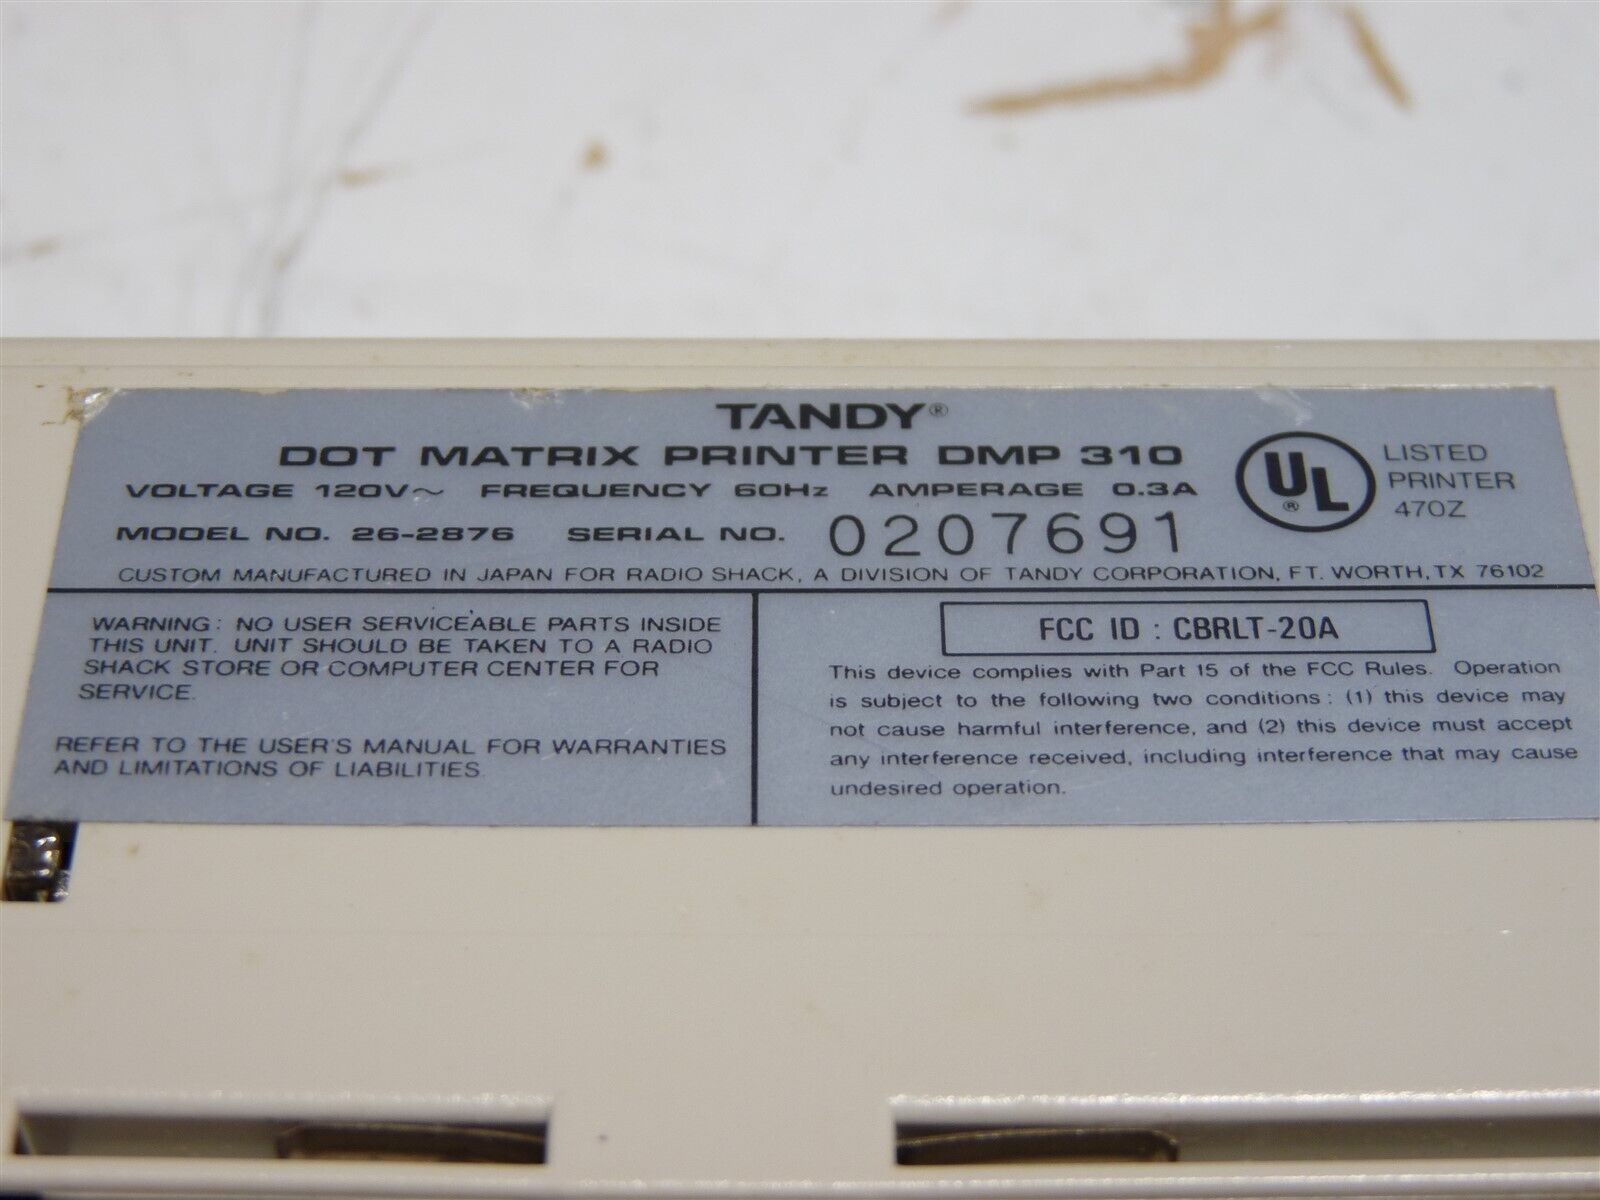 TANDY®
DOT MATRIX PRINTER DMP 310
VOLTAGE 120V~ FREQUENCY 60Hz AMPERAGE 0.3A
MODEL NO. 26-2876 SERIAL NO. 0207691
CUSTOM MANUFACTURED IN JAPAN FOR RADIO SHACK, A DIVISION OF TANDY CORPORATION, FT. WORTH, TX 76102
UL®
LISTED
PRINTER
470Z
WARNING: NO USER SERVICEABLE PARTS INSIDE
THIS UNIT. UNIT SHOULD BE TAKEN TO A RADIO
SHACK STORE OR COMPUTER CENTER FOR
SERVICE.
REFER TO THE USER'S MANUAL FOR WARRANTIES
AND LIMITATIONS OF LIABILITIES.
FCC ID : CBRLT-20A
This device complies with Part 15 of the FCC Rules. Operation
is subject to the following two conditions: (1) this device may
not cause harmful interference, and (2) this device must accept
any interference received, including interference that may cause
undesired operation.